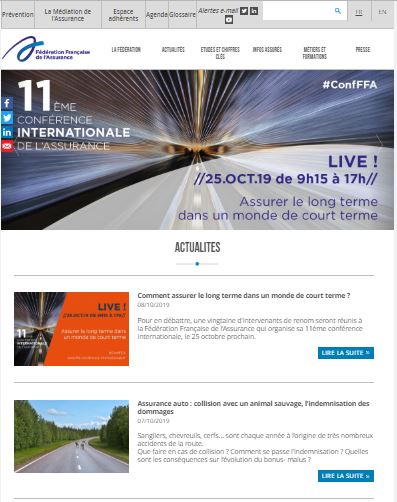 Prévention
La Médiation de
l'Assurance
Espace
adhérents
Agenda
Glossaire
Alertes e-mail
FR
EN
Fédération Française
de l'Assurance
LA FÉDÉRATION
ACTUALITÉS
ETUDES ET CHIFFRES
CLÉS
INFOS ASSURÉS
MÉTIERS ET
FORMATIONS
PRESSE
11ÈME
CONFÉRENCE
INTERNATIONALE
DE L'ASSURANCE
#ConfFFA
LIVE !
//25.OCT.19 de 9h15 à 17h//
Assurer le long terme
dans un monde de court terme
ACTUALITES
LIVE !
//25.OCT.19 de 9h15 à 17h//
Assurer le long terme
dans un monde de court terme
11
Comment assurer le long terme dans un monde de court terme ?
08/10/2019
Pour en débattre, une vingtaine d'intervenants de renom seront réunis à
la Fédération Française de l'Assurance qui organise sa 11ème conférence
internationale, le 25 octobre prochain.
LIRE LA SUITE »
Assurance auto : collision avec un animal sauvage, l'indemnisation des
dommages
07/10/2019
Sangliers, chevreuils, cerfs... sont chaque année à l'origine de très nombreux
accidents de la route.
Que faire en cas de collision ? Comment se passe l'indemnisation ? Quelles
sont les conséquences sur l'évolution du bonus- malus ?
LIRE LA SUITE »